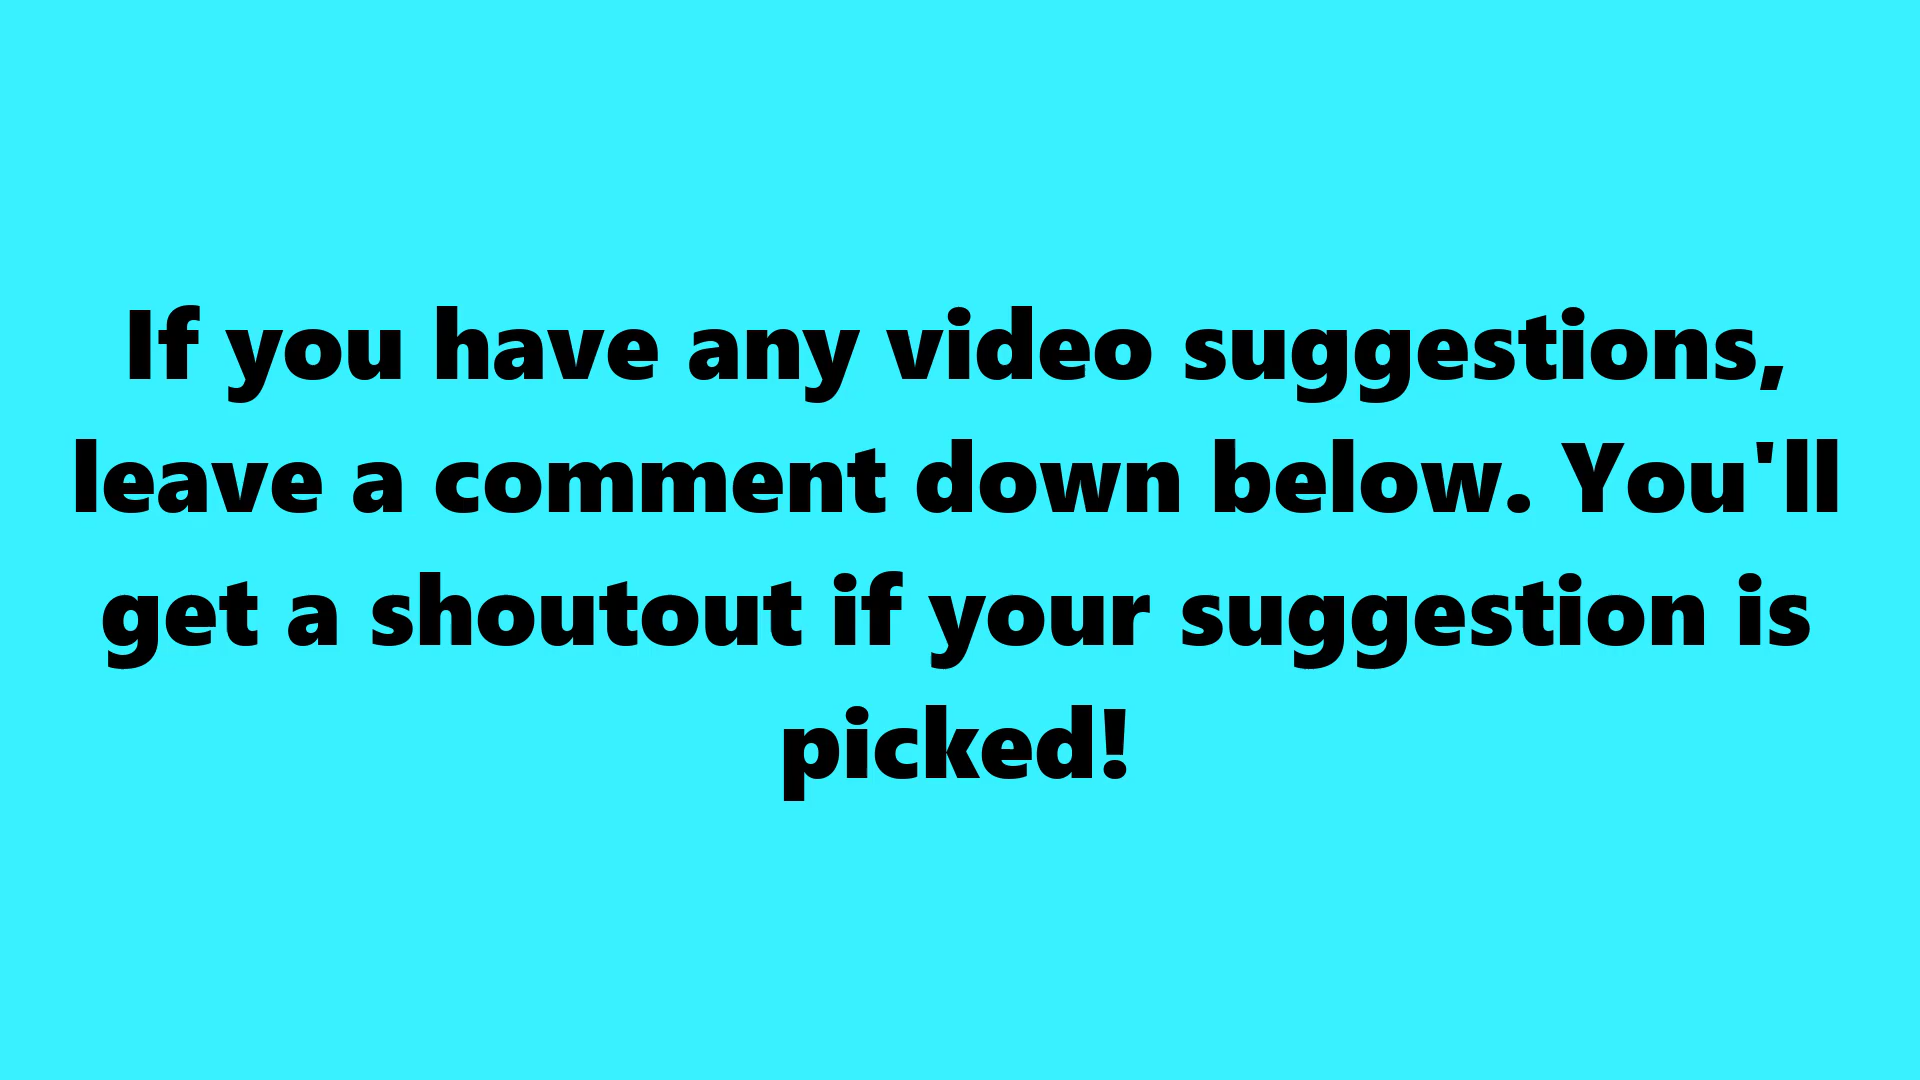 If you have any video suggestions,
leave a comment down below. You'll
get a shoutout if your suggestion is
picked!